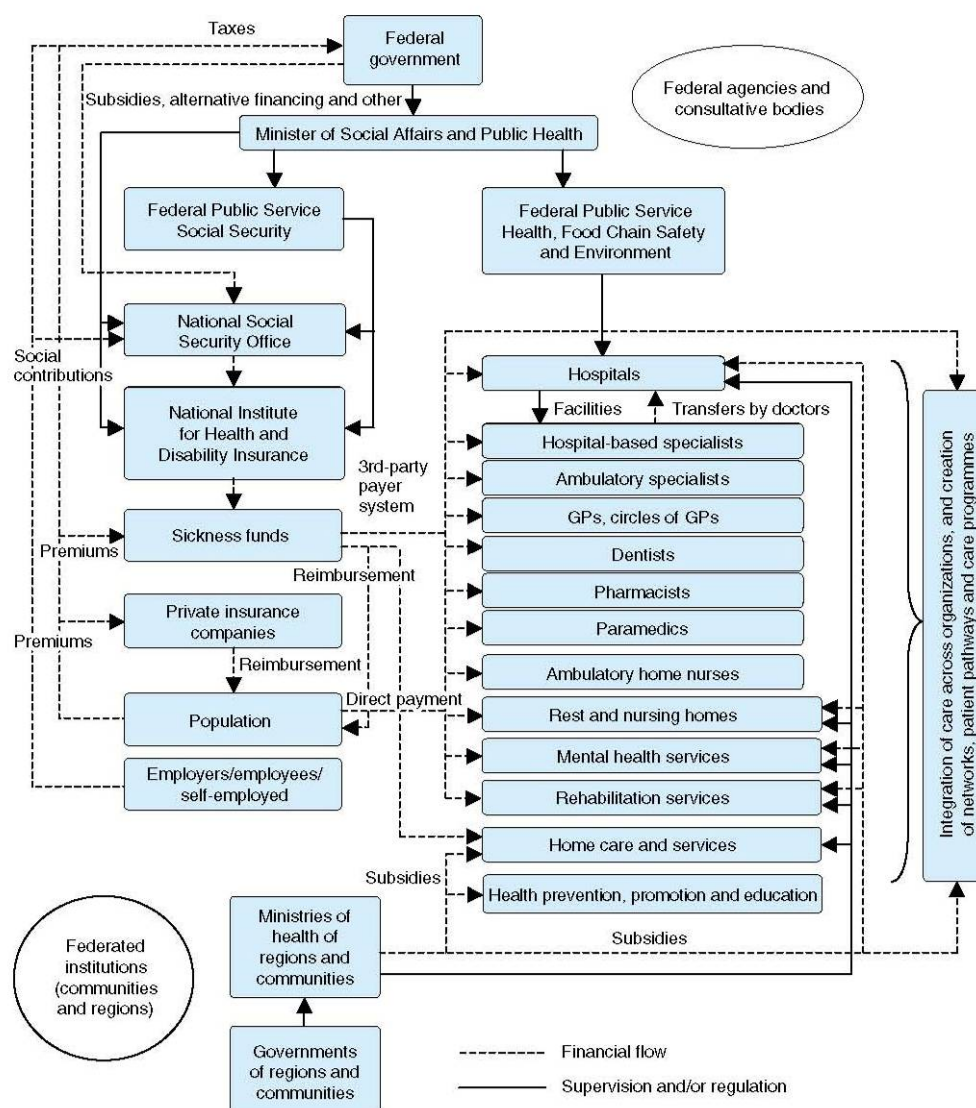 Taxes
Federal
government
Federal agencies and
consultative bodies
Subsidies, alternative financing and other
Minister of Social Affairs and Public Health
Federal Public Service
Social Security
Federal Public Service
Health, Food Chain Safety
and Environment
National Social
Security Office
Social
contributions
Hospitals
Facilities
Transfers by doctors
National Institute
for Health and
Disability Insurance
Hospital-based specialists
3rd-party
payer
system
Ambulatory specialists
GPs, circles of GPs
Sickness funds
Premiums
Dentists
Reimbursement
Pharmacists
Private insurance
companies
Premiums
Paramedics
Reimbursement
Ambulatory home nurses
Direct payment
Population
Rest and nursing homes
Mental health services
Employers/employees/
self-employed
Rehabilitation services
Home care and services
Subsidies
Health prevention, promotion and education
Integration of care across organizations, and creation
of networks, patient pathways and care programmes
Ministries of
health of
regions and
communities
Subsidies
Federated
institutions
(communities
and regions)
Governments
of regions and
communities
Financial flow
Supervision and/or regulation